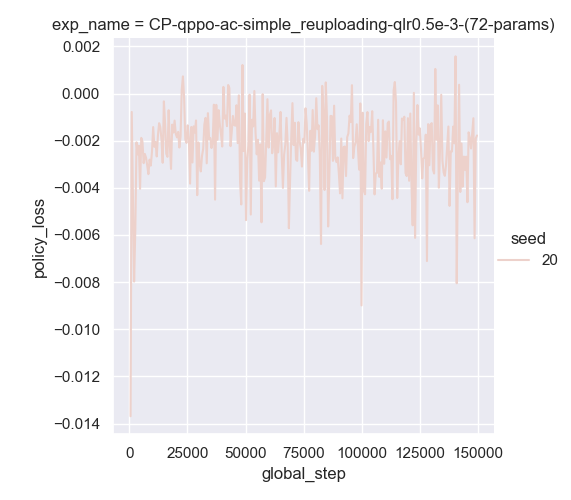 exp_name = CP-qppo-ac-simple_reuploading-qlr0.5e-3-(72-params)
0.002
0.000
−0.002
−0.004
−0.006
−0.008
−0.010
−0.012
−0.014
policy_loss
0 25000 50000 75000 100000 125000 150000
global_step
seed
20